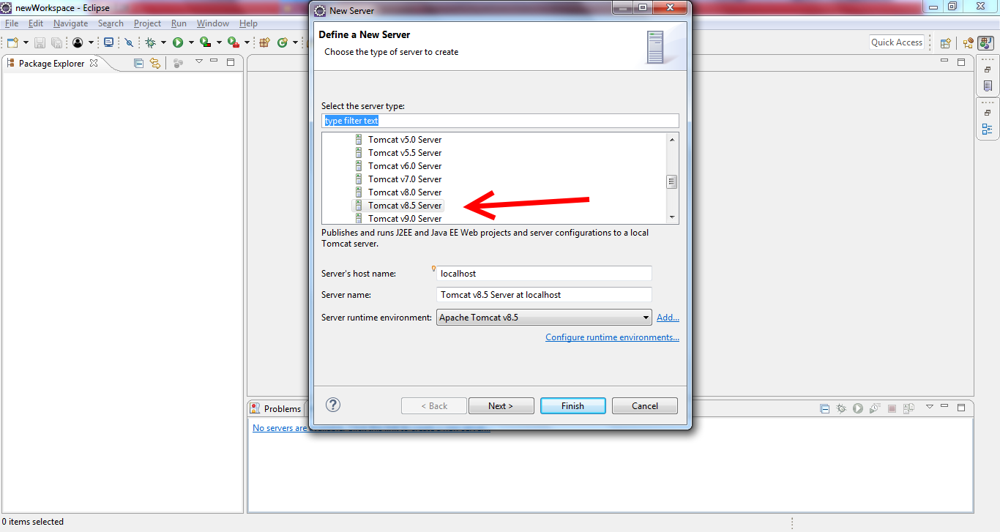 newWorkspace - Eclipse
File Edit Navigate Search Project Run Window Help
Quick Access
Package Explorer
New Server
Define a New Server
Choose the type of server to create
Select the server type:
type filter text
Tomcat v5.0 Server
Tomcat v5.5 Server
Tomcat v6.0 Server
Tomcat v7.0 Server
Tomcat v8.0 Server
Tomcat v8.5 Server
Tomcat v9.0 Server
Publishes and runs J2EE and Java EE Web projects and server configurations to a local
Tomcat server.
Server's host name: localhost
Server name: Tomcat v8.5 Server at localhost
Server runtime environment: Apache Tomcat v8.5 Add...
Configure runtime environments...
? < Back Next > Finish Cancel
Problems
No servers are
0 items selected